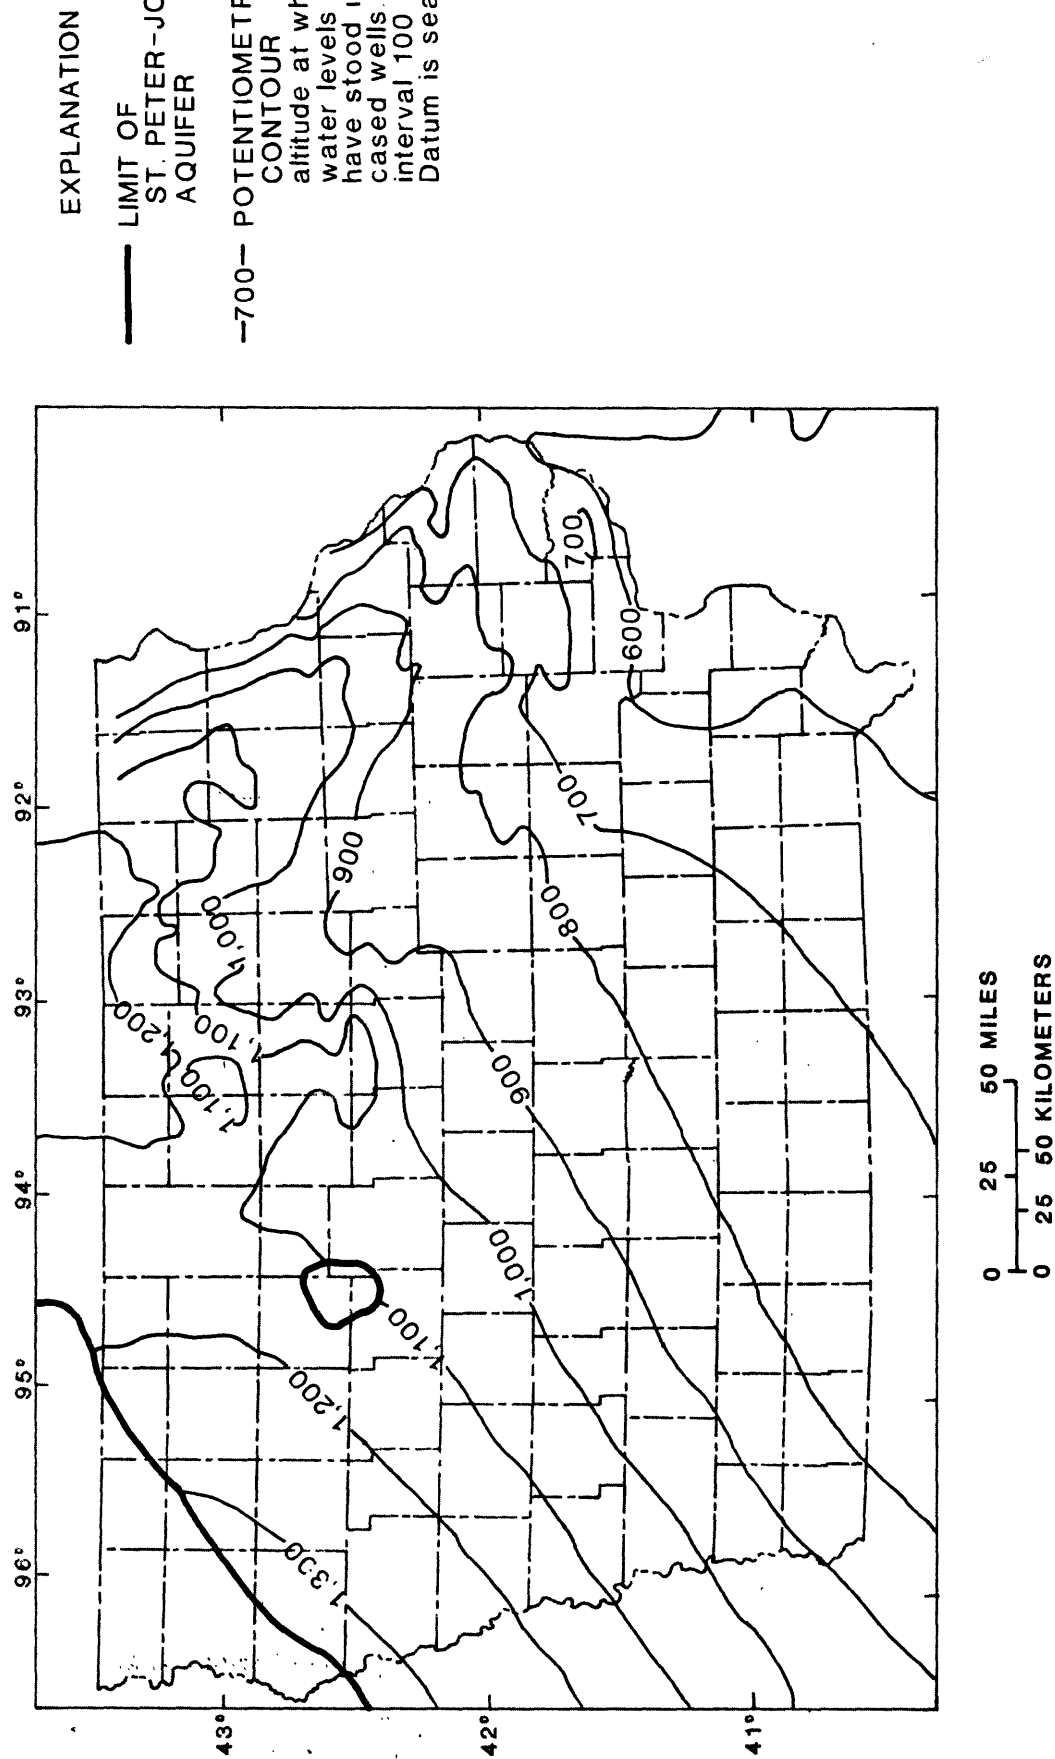 EXPLANATION
LIMIT OF
ST. PETER-JO
AQUIFER
—700— POTENTIOMETR
CONTOUR
altitude at wh
water levels
have stood
cased wells.
interval 100
Datum is sea
96°
95°
94°
93°
92°
91°
43°
42°
41°
1,300
1,200
1,100
1,000
900
800
700
1,100
1,200
1,100
1,000
900
700
600
0 25 50 MILES
0 25 50 KILOMETERS